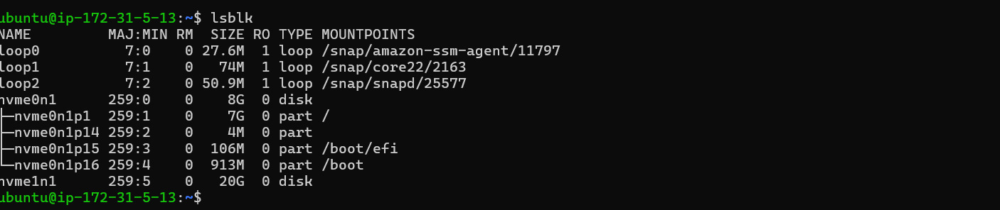 ubuntu@ip-172-31-5-13:~$ lsblk
NAME         MAJ:MIN RM  SIZE RO TYPE MOUNTPOINTS
loop0          7:0    0 27.6M  1 loop /snap/amazon-ssm-agent/11797
loop1          7:1    0   74M  1 loop /snap/core22/2163
loop2          7:2    0 50.9M  1 loop /snap/snapd/25577
nvme0n1      259:0    0    8G  0 disk
├─nvme0n1p1  259:1    0    7G  0 part /
├─nvme0n1p14 259:2    0    4M  0 part
├─nvme0n1p15 259:3    0  106M  0 part /boot/efi
└─nvme0n1p16 259:4    0  913M  0 part /boot
nvme1n1      259:5    0   20G  0 disk
ubuntu@ip-172-31-5-13:~$